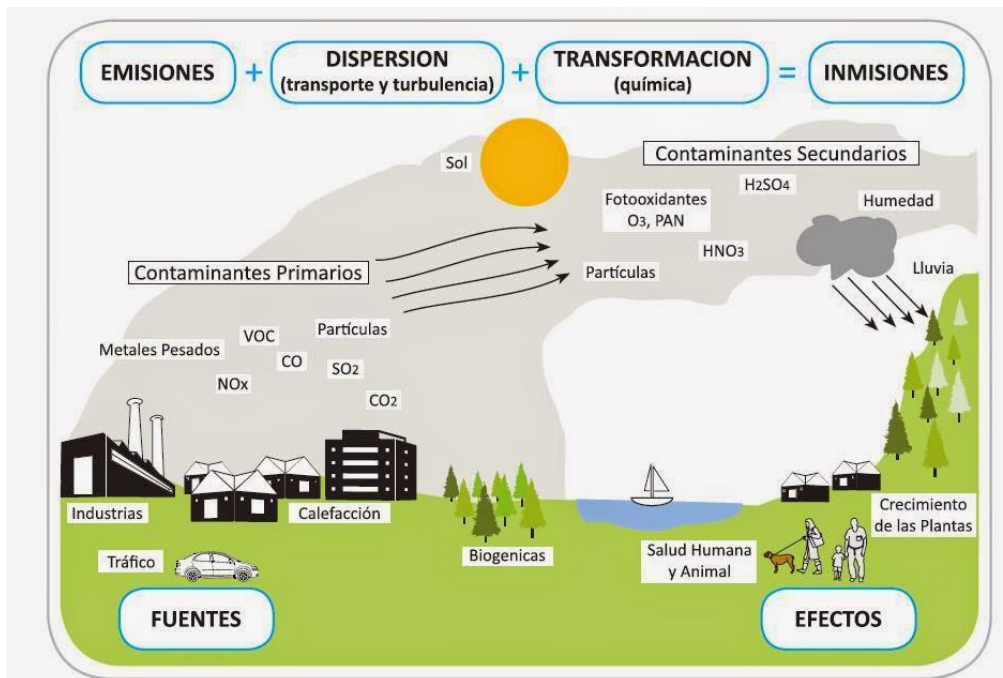 EMISIONES + DISPERSION + TRANSFORMACION = INMISIONES
(transporte y turbulencia) (química)
Sol
Contaminantes Secundarios
H2SO4
Fotooxidantes
O3, PAN
Humedad
HNO3
Contaminantes Primarios
Partículas
Lluvia
Partículas
VOC
Metales Pesados
CO
SO2
NOx
CO2
Industrias
Calefacción
Crecimiento
de las Plantas
Biogenicas
Salud Humana
y Animal
Tráfico
FUENTES
EFECTOS